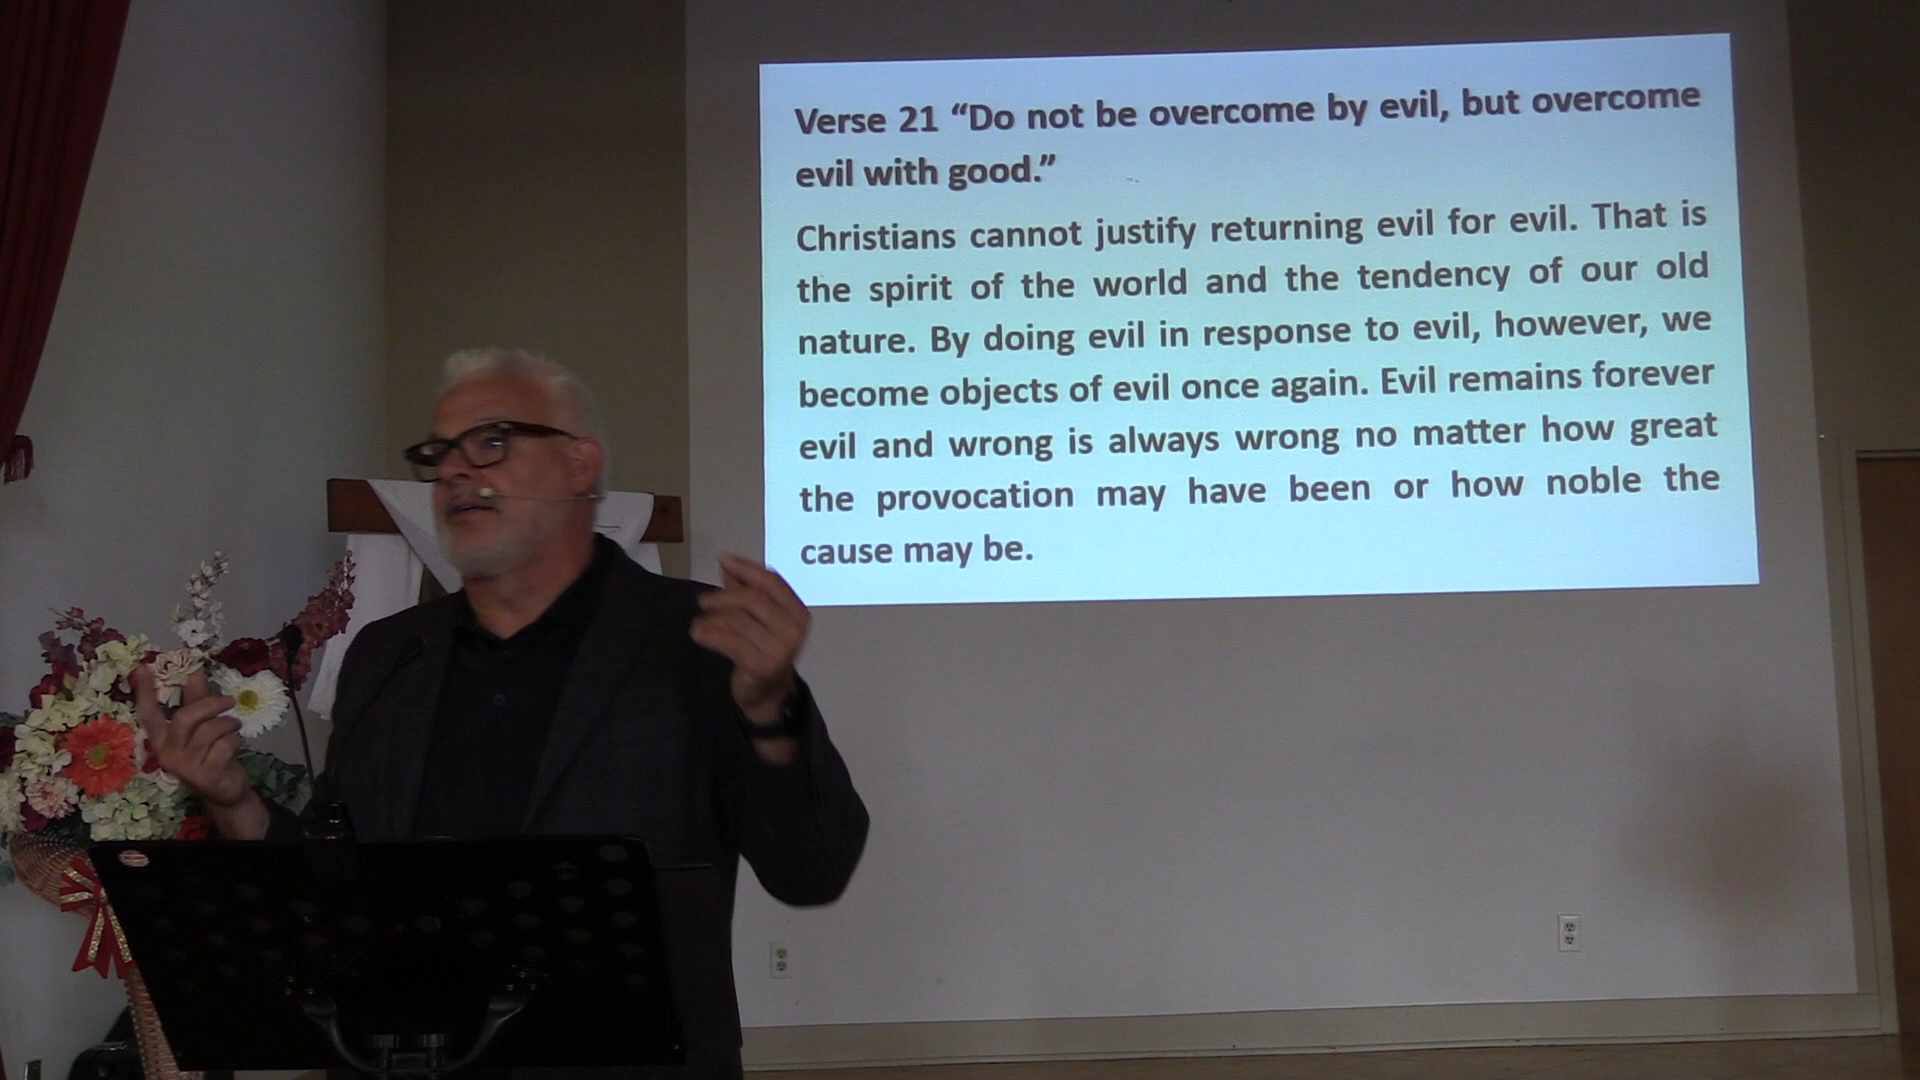 Verse 21 “Do not be overcome by evil, but overcome
evil with good.”
Christians cannot justify returning evil for evil. That is
the spirit of the world and the tendency of our old
nature. By doing evil in response to evil, however, we
become objects of evil once again. Evil remains forever
evil and wrong is always wrong no matter how great
the provocation may have been or how noble the
cause may be.